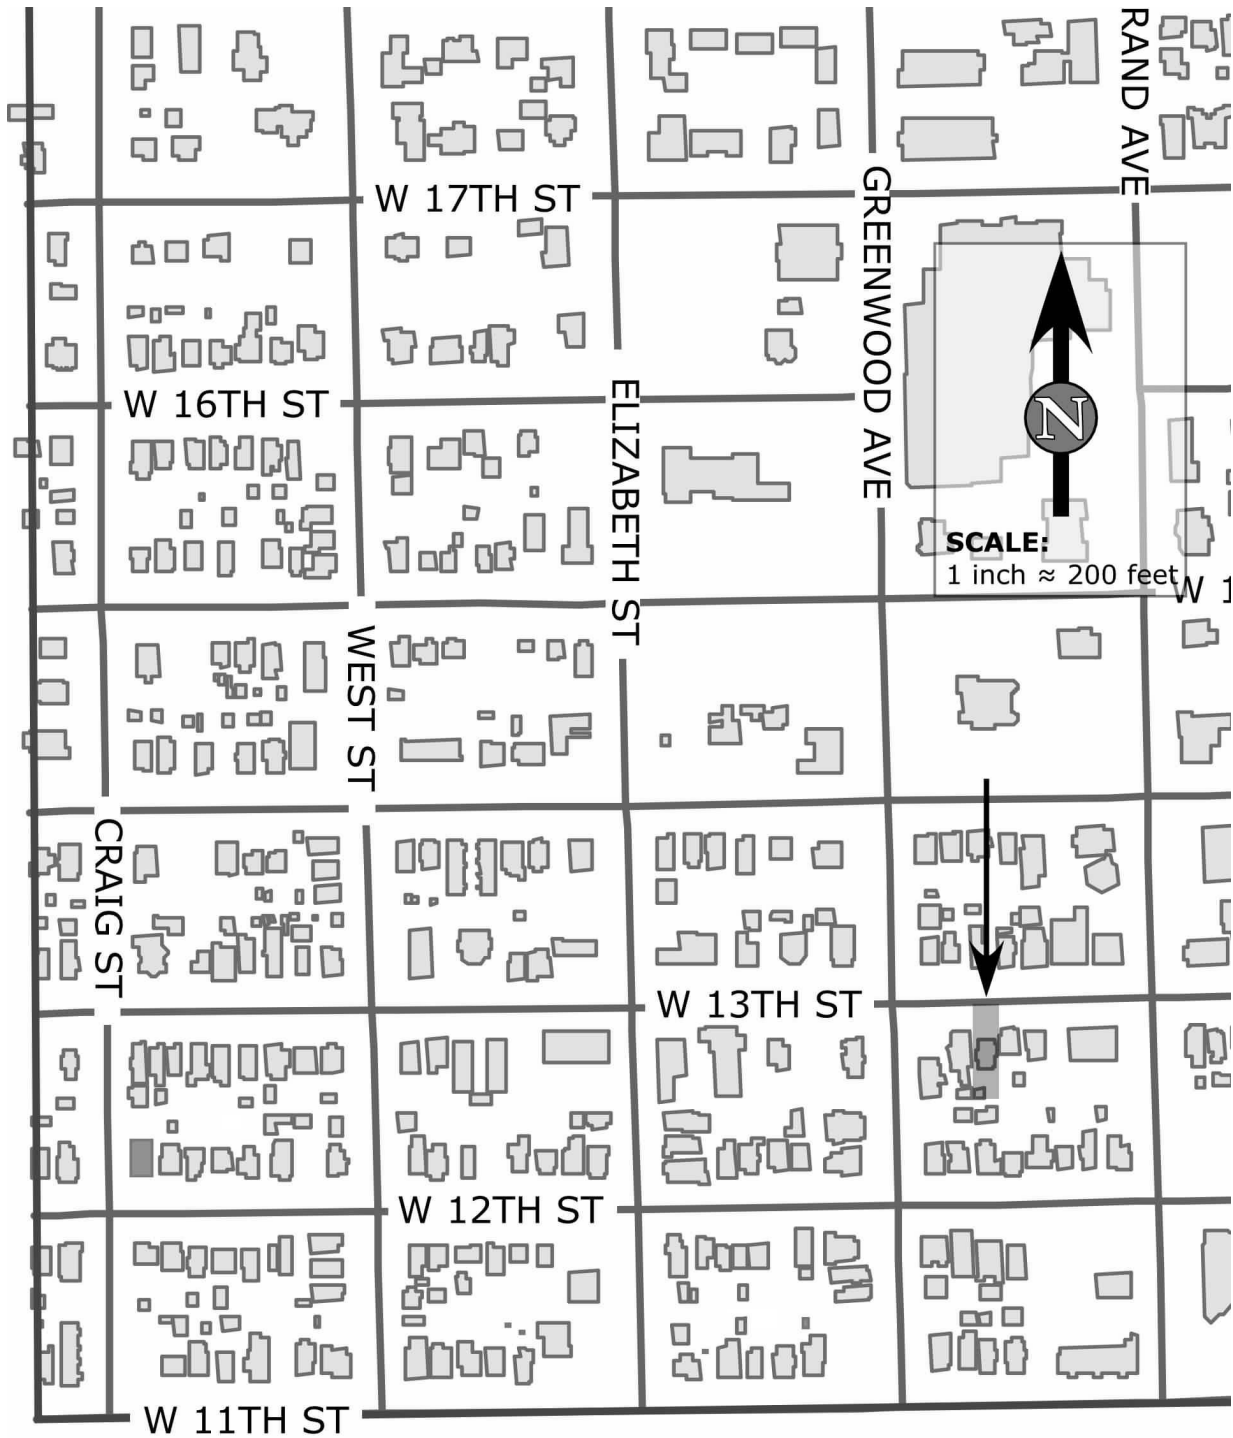 RAND AVE
W 17TH ST
GREENWOOD AVE
W 16TH ST
ELIZABETH ST
N
SCALE:
1 inch ≈ 200 feet
W 1
WEST ST
CRAIG ST
W 13TH ST
W 12TH ST
W 11TH ST